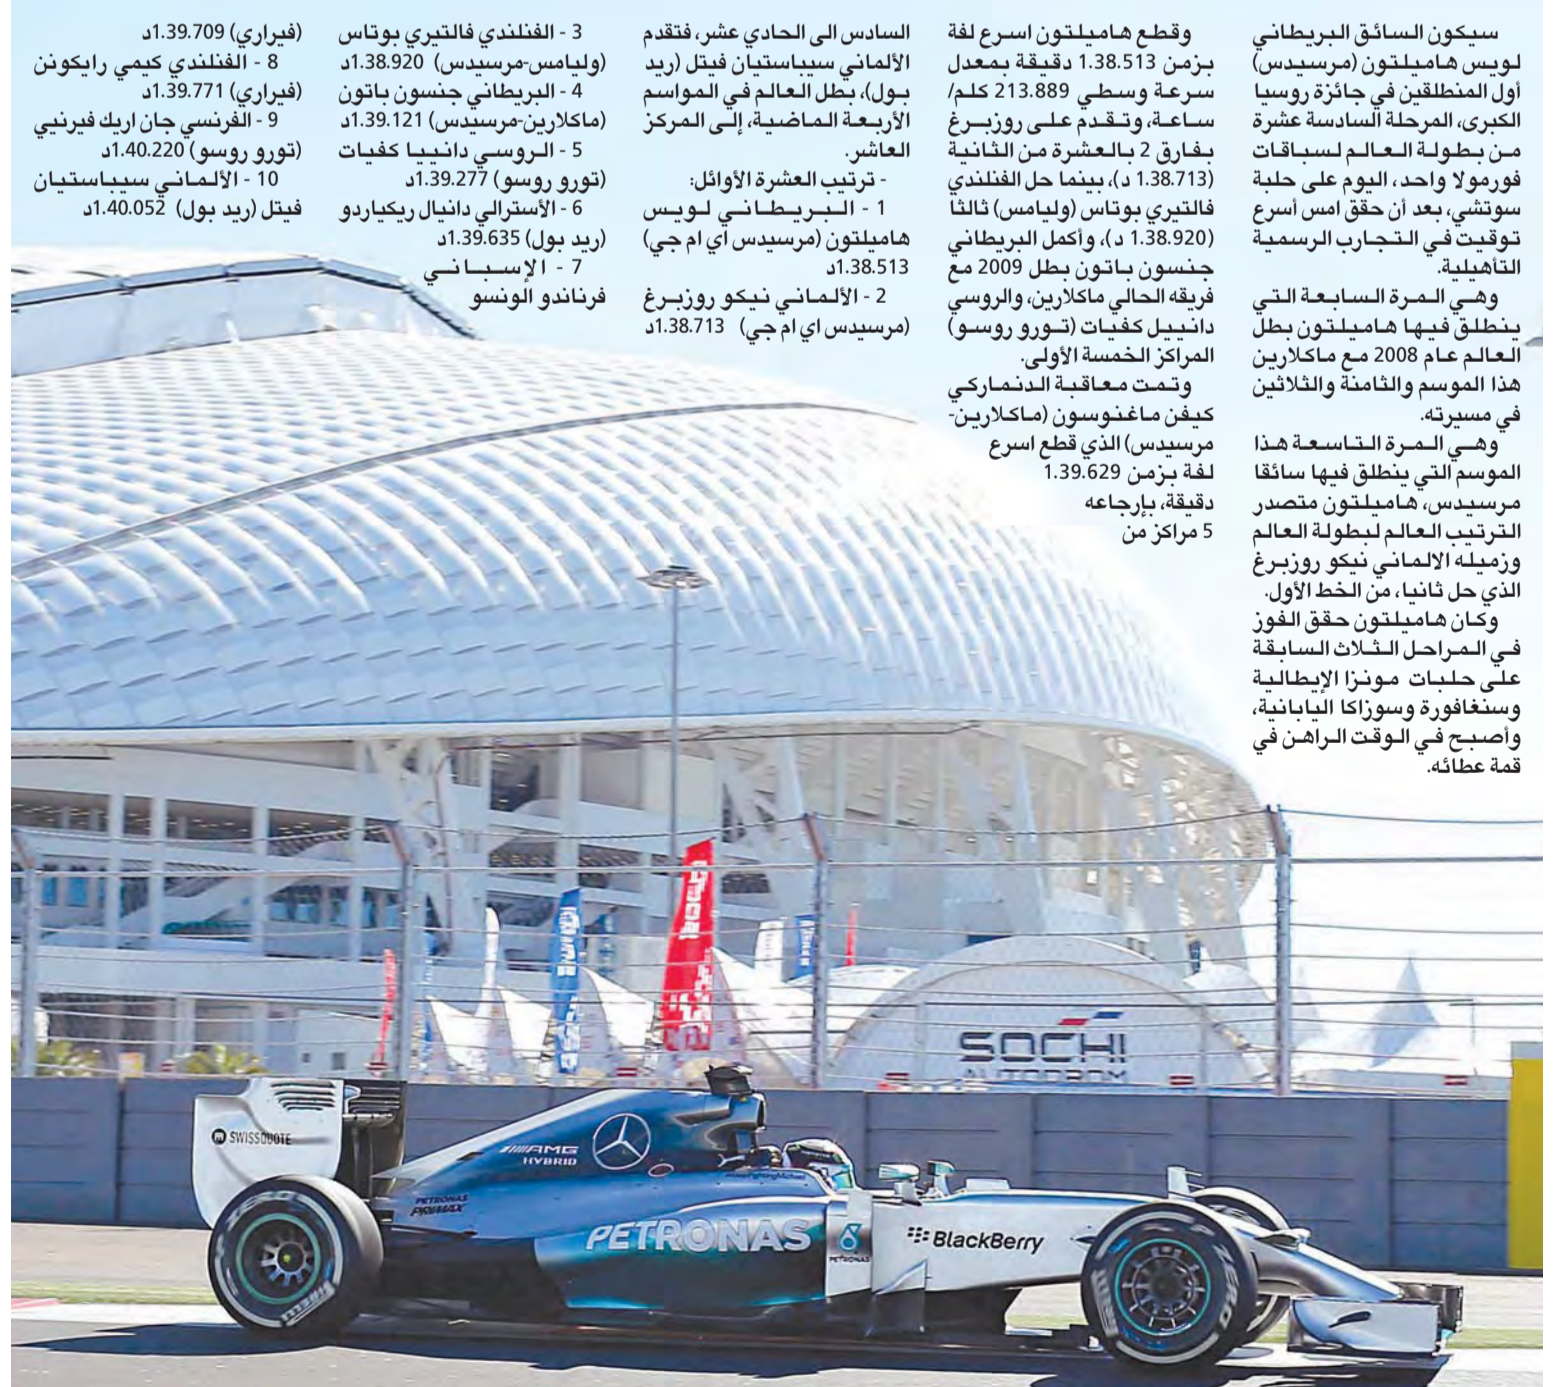 سيكون السائق البريطاني
لويس هاميلتون (مرسيدس)
أول المنطلقين في جائزة روسيا
الكبرى، المرحلة السادسة عشرة
من بطولة العالم لسباقات
فورمولا واحد، اليوم على حلبة
سوتشي، بعد أن حقق امس أسرع
توقيت في التجارب الرسمية
التأهيلية.
وهي المرة السابعة التي
ينطلق فيها هاميلتون بطل
العالم عام 2008 مع ماكلارين
هذا الموسم والثامنة والثلاثين
في مسيرته.
وهي المرة التاسعة هذا
الموسم التي ينطلق فيها سائقا
مرسيدس، هاميلتون متصدر
الترتيب العالم لبطولة العالم
وزميله الالماني نيكو روزبرغ
الذي حل ثانيا، من الخط الأول.
وكان هاميلتون حقق الفوز
في المراحل الثلاث السابقة
على حلبات مونزا الإيطالية
وسنغافورة وسوزاكا اليابانية،
وأصبح في الوقت الراهن في
قمة عطائه.
وقطع هاميلتون اسرع لفة
بزمن 1.38.513 دقيقة بمعدل
سرعة وسطي 213.889 كلم/
ساعة، وتقدم على روزبرغ
بفارق 2 بالعشرة من الثانية
(1.38.713 د)، بينما حل الفنلندي
فالتيري بوتاس (وليامس) ثالثا
(1.38.920 د)، وأكمل البريطاني
جنسون باتون بطل 2009 مع
فريقه الحالي ماكلارين، والروسي
دانييل كفيات (تورو روسو)
المراكز الخمسة الأولى.
وتمت معاقبة الدنماركي
كيفن ماغنوسون (ماكلارين-
مرسيدس) الذي قطع اسرع
لفة بزمن 1.39.629
دقيقة، بإرجاعه
5 مراكز من
السادس الى الحادي عشر، فتقدم
الألماني سيباستيان فيتل (ريد
بول)، بطل العالم في المواسم
الأربعة الماضية، إلى المركز
العاشر.
- ترتيب العشرة الأوائل:
1 - البريطاني لويس
هاميلتون (مرسيدس اي ام جي)
1.38.513د
2 - الألماني نيكو روزبرغ
(مرسيدس اي ام جي) 1.38.713د
3 - الفنلندي فالتيري بوتاس
(وليامس-مرسيدس) 1.38.920د
4 - البريطاني جنسون باتون
(ماكلارين-مرسيدس) 1.39.121د
5 - الروسي دانييا كفيات
(تورو روسو) 1.39.277د
6 - الأسترالي دانيال ريكياردو
(ريد بول) 1.39.635د
7 - الإسباني
فرناندو الونسو
(فيراري) 1.39.709د
8 - الفنلندي كيمي رايكونن
(فيراري) 1.39.771د
9 - الفرنسي جان اريك فيرنيي
(تورو روسو) 1.40.220د
10 - الألماني سيباستيان
فيتل (ريد بول) 1.40.052د
SOCHI
AUTODROM
SWISSQUOTE
AMG
HYBRID
PETRONAS
PRIMAX
PETRONAS
PETRONAS
BlackBerry